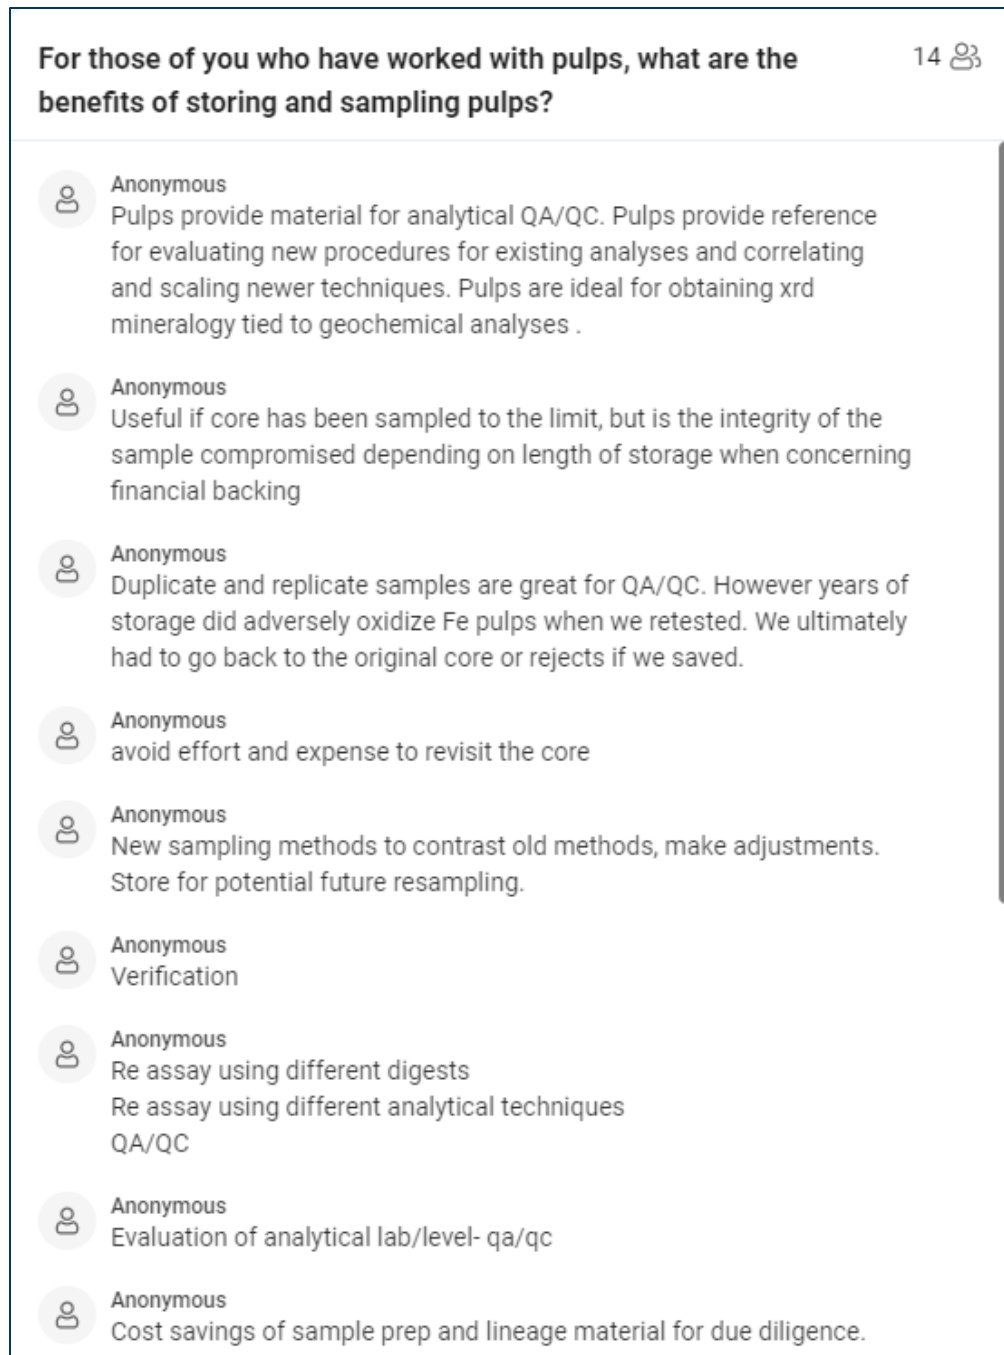 For those of you who have worked with pulps, what are the
benefits of storing and sampling pulps?
14
Anonymous
Pulps provide material for analytical QA/QC. Pulps provide reference
for evaluating new procedures for existing analyses and correlating
and scaling newer techniques. Pulps are ideal for obtaining xrd
mineralogy tied to geochemical analyses .
Anonymous
Useful if core has been sampled to the limit, but is the integrity of the
sample compromised depending on length of storage when concerning
financial backing
Anonymous
Duplicate and replicate samples are great for QA/QC. However years of
storage did adversely oxidize Fe pulps when we retested. We ultimately
had to go back to the original core or rejects if we saved.
Anonymous
avoid effort and expense to revisit the core
Anonymous
New sampling methods to contrast old methods, make adjustments.
Store for potential future resampling.
Anonymous
Verification
Anonymous
Re assay using different digests
Re assay using different analytical techniques
QA/QC
Anonymous
Evaluation of analytical lab/level- qa/qc
Anonymous
Cost savings of sample prep and lineage material for due diligence.